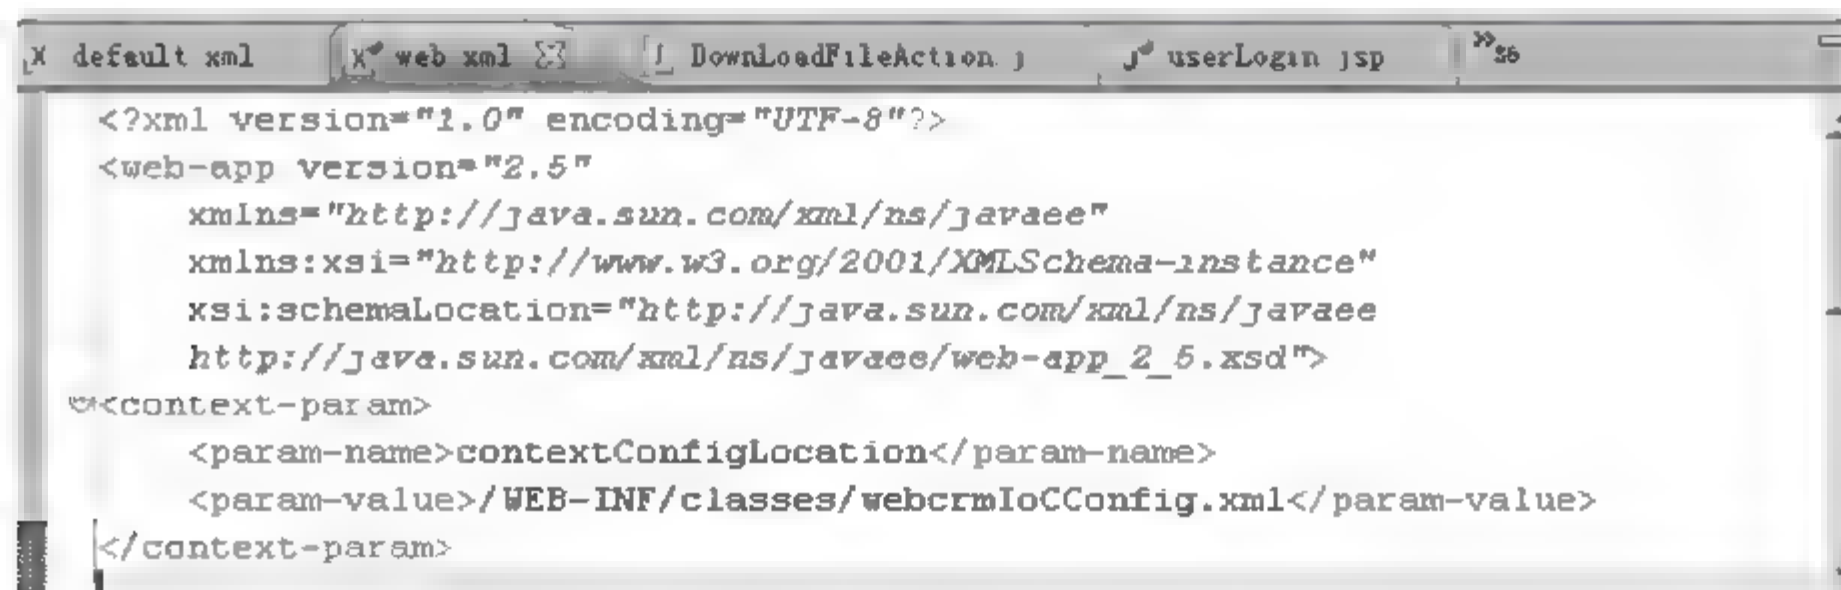 default xml web xml DownLoadFileAction j userLogin jsp »26
<?xml version="1.0" encoding="UTF-8"?>
<web-app version="2.5"
xmlns="http://java.sun.com/xml/ns/javaee"
xmlns:xsi="http://www.w3.org/2001/XMLSchema-instance"
xsi:schemaLocation="http://java.sun.com/xml/ns/javaee
http://java.sun.com/xml/ns/javaee/web-app_2_5.xsd">
<context-param>
<param-name>contextConfigLocation</param-name>
<param-value>/WEB-INF/classes/webcrmIoCConfig.xml</param-value>
</context-param>